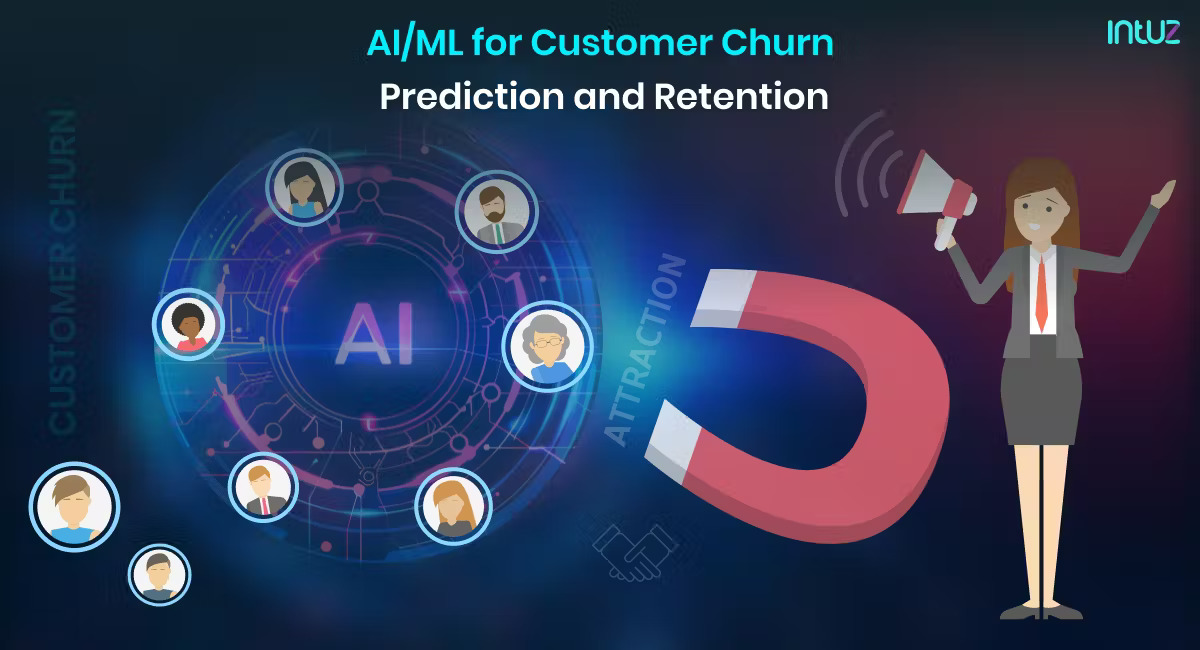 AI/ML for Customer Churn
Prediction and Retention
INTUZ
CUSTOMER CHURN
AI
ATTRACTION